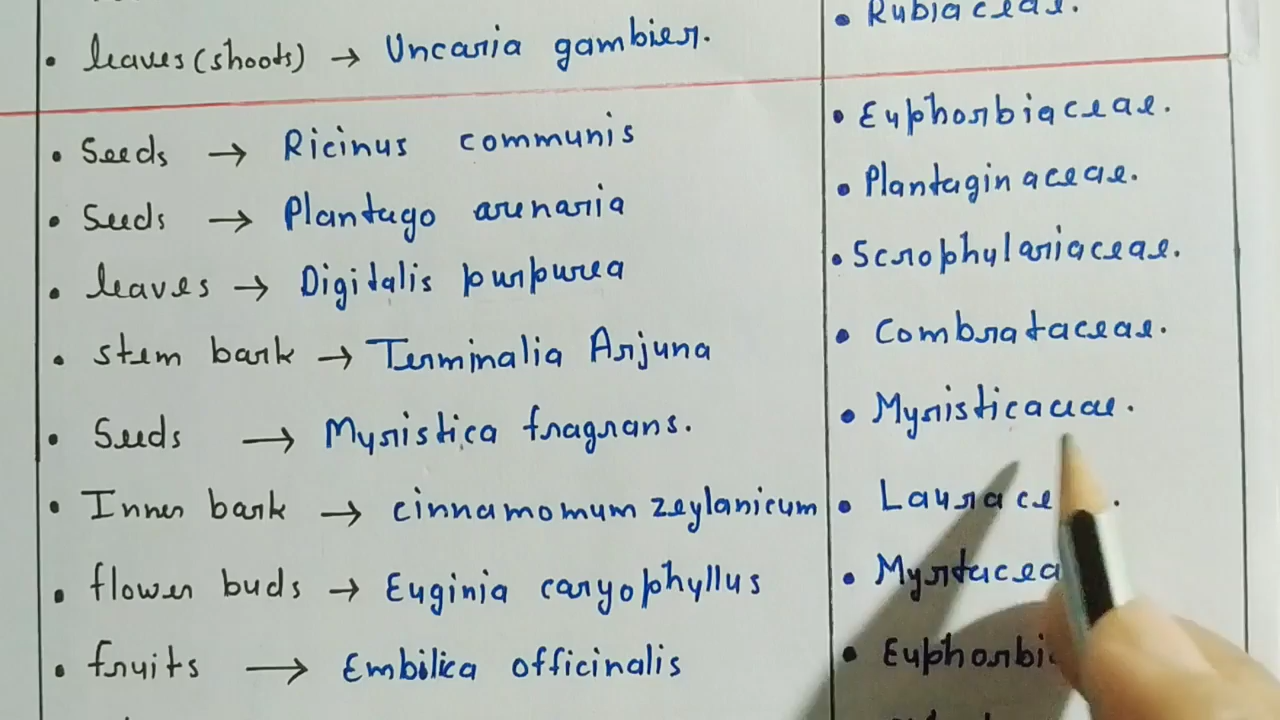 • Rubiaceae.
• leaves (shoots) → Uncaria gambier.
• Seeds → Ricinus communis • Euphorbiaceae.
• Seeds → Plantago arenaria • Plantaginaceae.
• leaves → Digitalis purpurea • Scrophylariaceae.
• stem bark → Terminalia Arjuna • Combrataceae.
• Seeds → Myristica fragrans. • Myristicaceae.
• Inner bark → cinnamomum zeylanicum • Laurace
• flower buds → Euginia caryophyllus • Myrtacea
• fruits → Embilica officinalis • Euphorbi